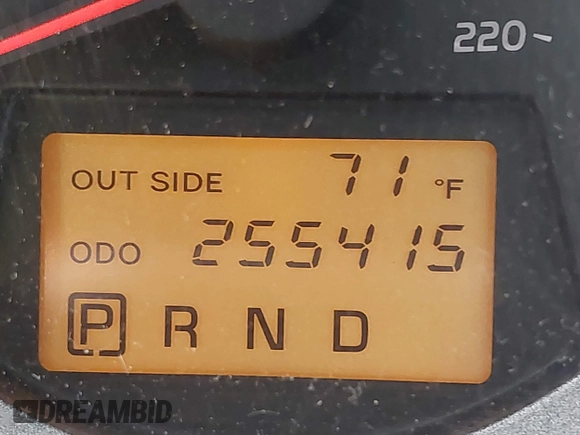 220
OUT SIDE 71 °F
ODO 255415
P R N D
DREAMBID